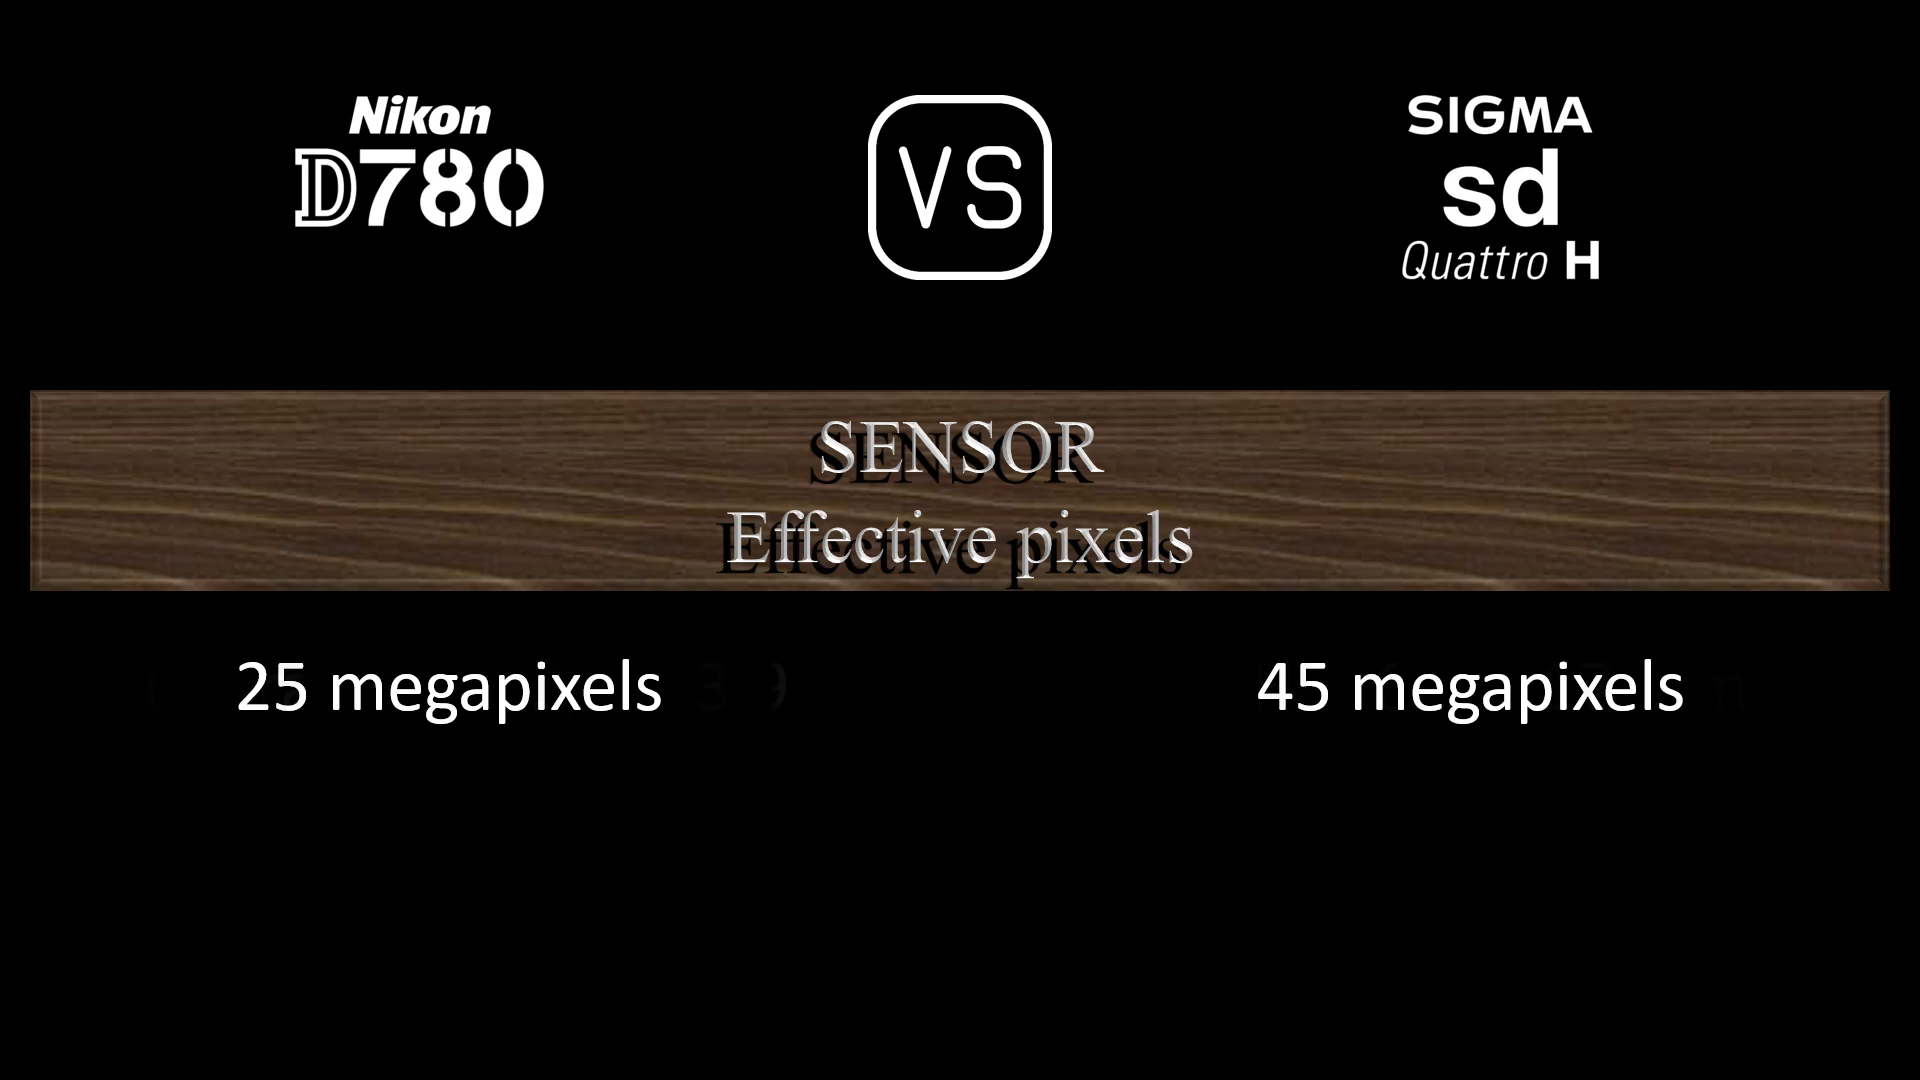 Nikon
D780
VS
SIGMA
sd
Quattro H
SENSOR
Effective pixels
25 megapixels
45 megapixels